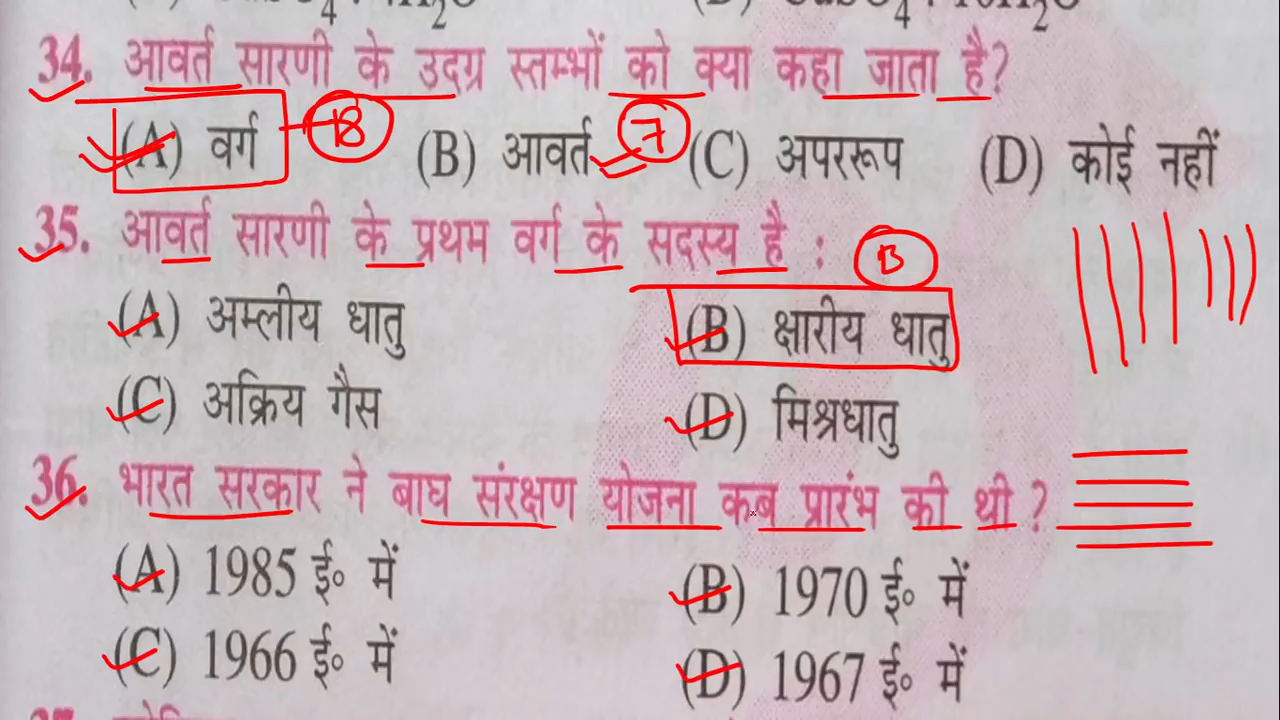 34. आवर्त सारणी के उदग्र स्तम्भों को क्या कहा जाता है?
(A) वर्ग 18 (B) आवर्त 7 (C) अपररूप (D) कोई नहीं
35. आवर्त सारणी के प्रथम वर्ग के सदस्य है : B
(A) अम्लीय धातु (B) क्षारीय धातु
(C) अक्रिय गैस (D) मिश्रधातु
36. भारत सरकार ने बाघ संरक्षण योजना कब प्रारंभ की थी ?
(A) 1985 ई० में (B) 1970 ई० में
(C) 1966 ई० में (D) 1967 ई० में